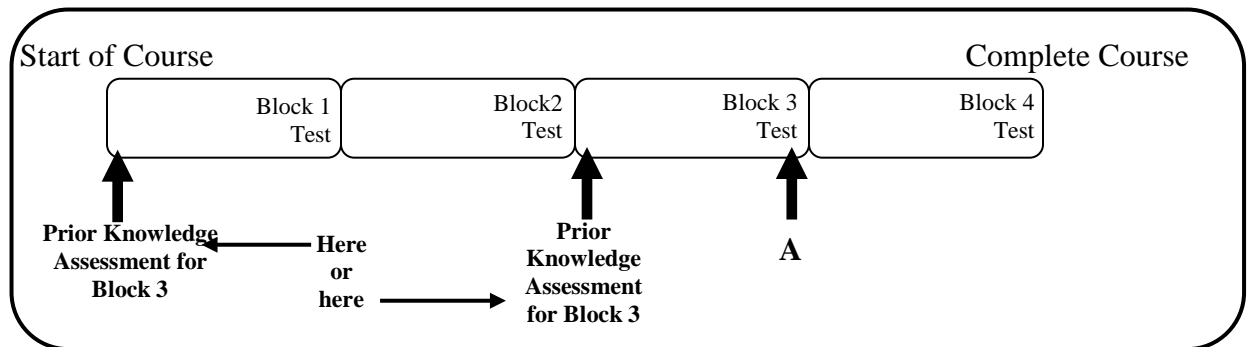 Start of Course
Complete Course
Block 1
Test
Block2
Test
Block 3
Test
Block 4
Test
Prior Knowledge
Assessment for
Block 3
Here
or
here
Prior
Knowledge
Assessment
for Block 3
A